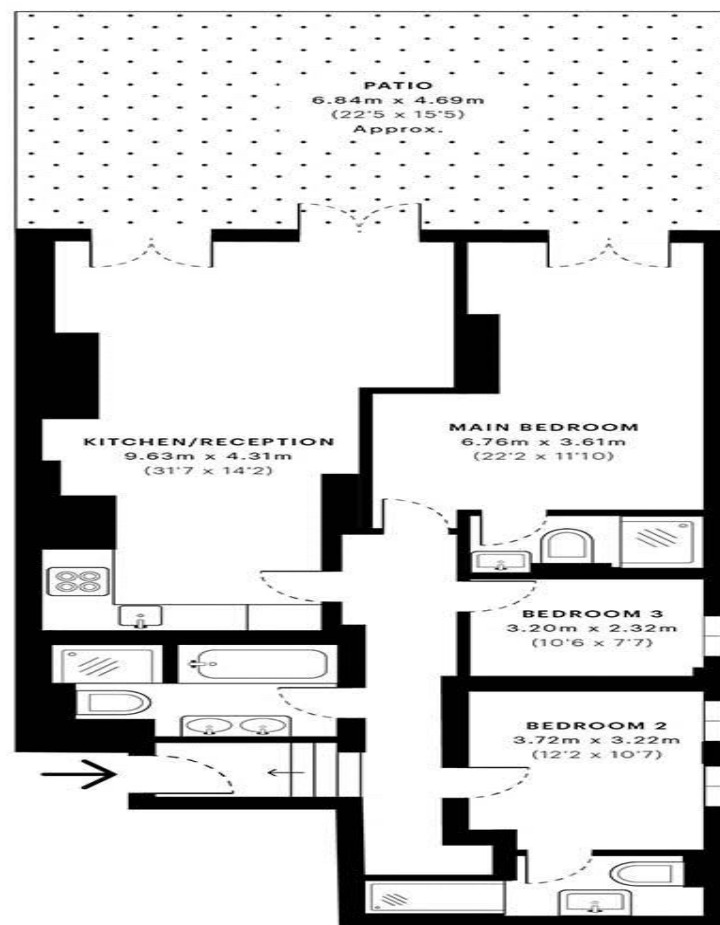 PATIO
6.84m x 4.69m
(22'5 x 15'5)
Approx.
KITCHEN/RECEPTION
9.63m x 4.31m
(31'7 x 14'2)
MAIN BEDROOM
6.76m x 3.61m
(22'2 x 11'10)
BEDROOM 3
3.20m x 2.32m
(10'6 x 7'7)
BEDROOM 2
3.72m x 3.22m
(12'2 x 10'7)